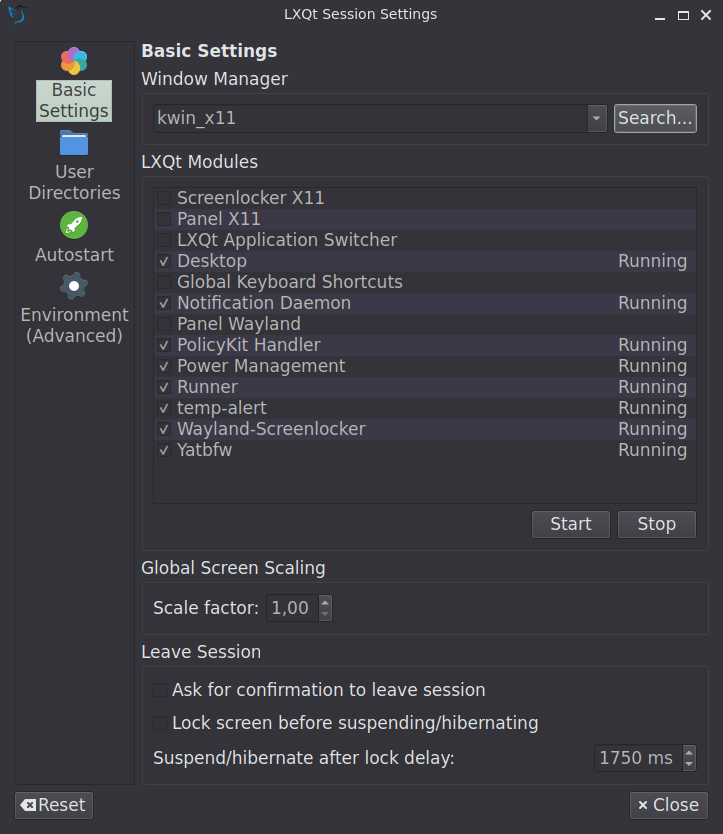 LXQt Session Settings
Basic
Settings
User
Directories
Autostart
Environment
(Advanced)
Basic Settings
Window Manager
kwin_x11
Search...
LXQt Modules
Screenlocker X11
Panel X11
LXQt Application Switcher
Desktop Running
Global Keyboard Shortcuts
Notification Daemon Running
Panel Wayland
PolicyKit Handler Running
Power Management Running
Runner Running
temp-alert Running
Wayland-Screenlocker Running
Yatbfw Running
Start Stop
Global Screen Scaling
Scale factor: 1,00
Leave Session
Ask for confirmation to leave session
Lock screen before suspending/hibernating
Suspend/hibernate after lock delay: 1750 ms
Reset Close